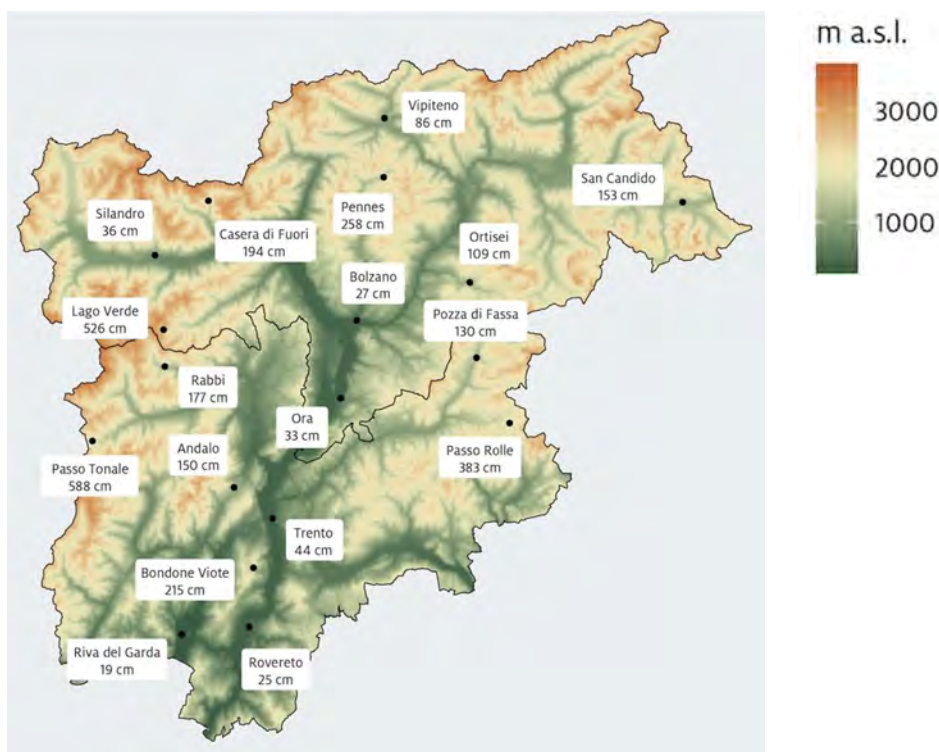 m a.s.l.
3000
2000
1000
Vipiteno
86 cm
San Candido
153 cm
Pennes
258 cm
Silandro
36 cm
Casera di Fuori
194 cm
Ortisei
109 cm
Bolzano
27 cm
Lago Verde
526 cm
Pozza di Fassa
130 cm
Rabbi
177 cm
Ora
33 cm
Andalo
150 cm
Passo Rolle
383 cm
Passo Tonale
588 cm
Trento
44 cm
Bondone Viote
215 cm
Riva del Garda
19 cm
Rovereto
25 cm